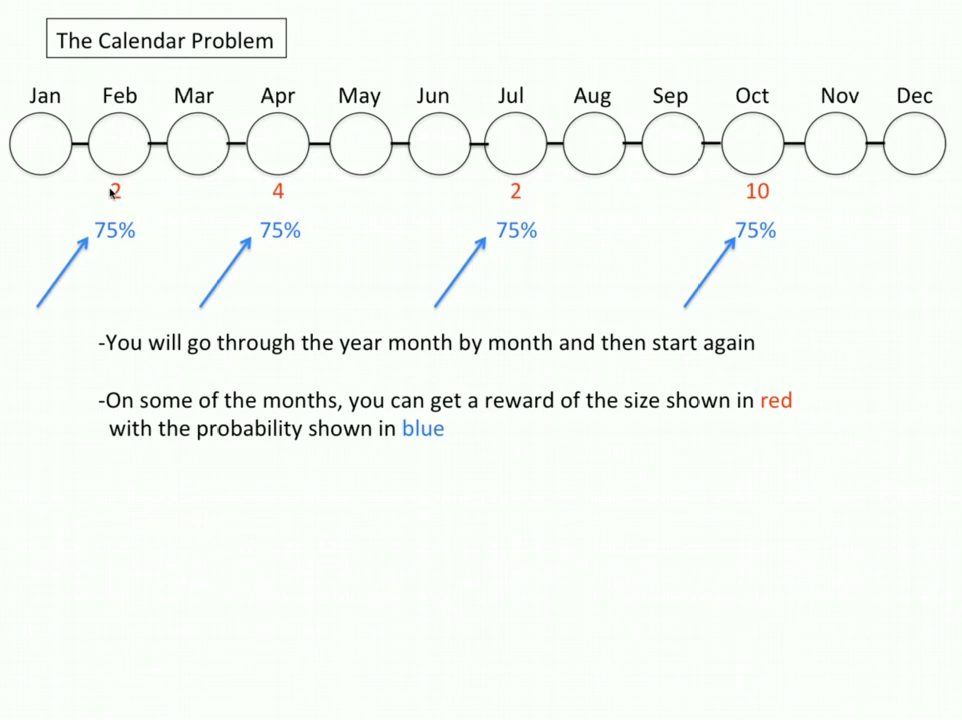 The Calendar Problem
Jan Feb Mar Apr May Jun Jul Aug Sep Oct Nov Dec
2 4 2 10
75% 75% 75% 75%
-You will go through the year month by month and then start again
-On some of the months, you can get a reward of the size shown in red
with the probability shown in blue